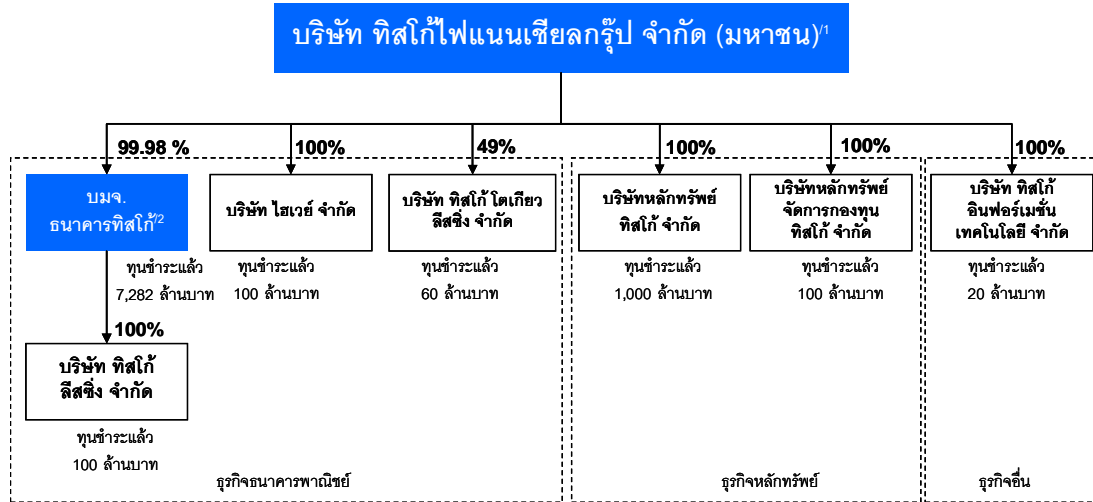 บริษัท ทิสโก้ไฟแนนเชียลกรุ๊ป จำกัด (มหาชน)/1
99.98 %
100%
49%
100%
100%
100%
บมจ.
ธนาคารทิสโก้/2
ทุนชำระแล้ว
7,282 ล้านบาท
บริษัท ไฮเวย์ จำกัด
ทุนชำระแล้ว
100 ล้านบาท
บริษัท ทิสโก้ โตเกียว
ลีสซิ่ง จำกัด
ทุนชำระแล้ว
60 ล้านบาท
บริษัทหลักทรัพย์
ทิสโก้ จำกัด
ทุนชำระแล้ว
1,000 ล้านบาท
บริษัทหลักทรัพย์
จัดการกองทุน
ทิสโก้ จำกัด
ทุนชำระแล้ว
100 ล้านบาท
บริษัท ทิสโก้
อินฟอร์เมชั่น
เทคโนโลยี จำกัด
ทุนชำระแล้ว
20 ล้านบาท
100%
บริษัท ทิสโก้
ลีสซิ่ง จำกัด
ทุนชำระแล้ว
100 ล้านบาท
ธุรกิจธนาคารพาณิชย์
ธุรกิจหลักทรัพย์
ธุรกิจอื่น